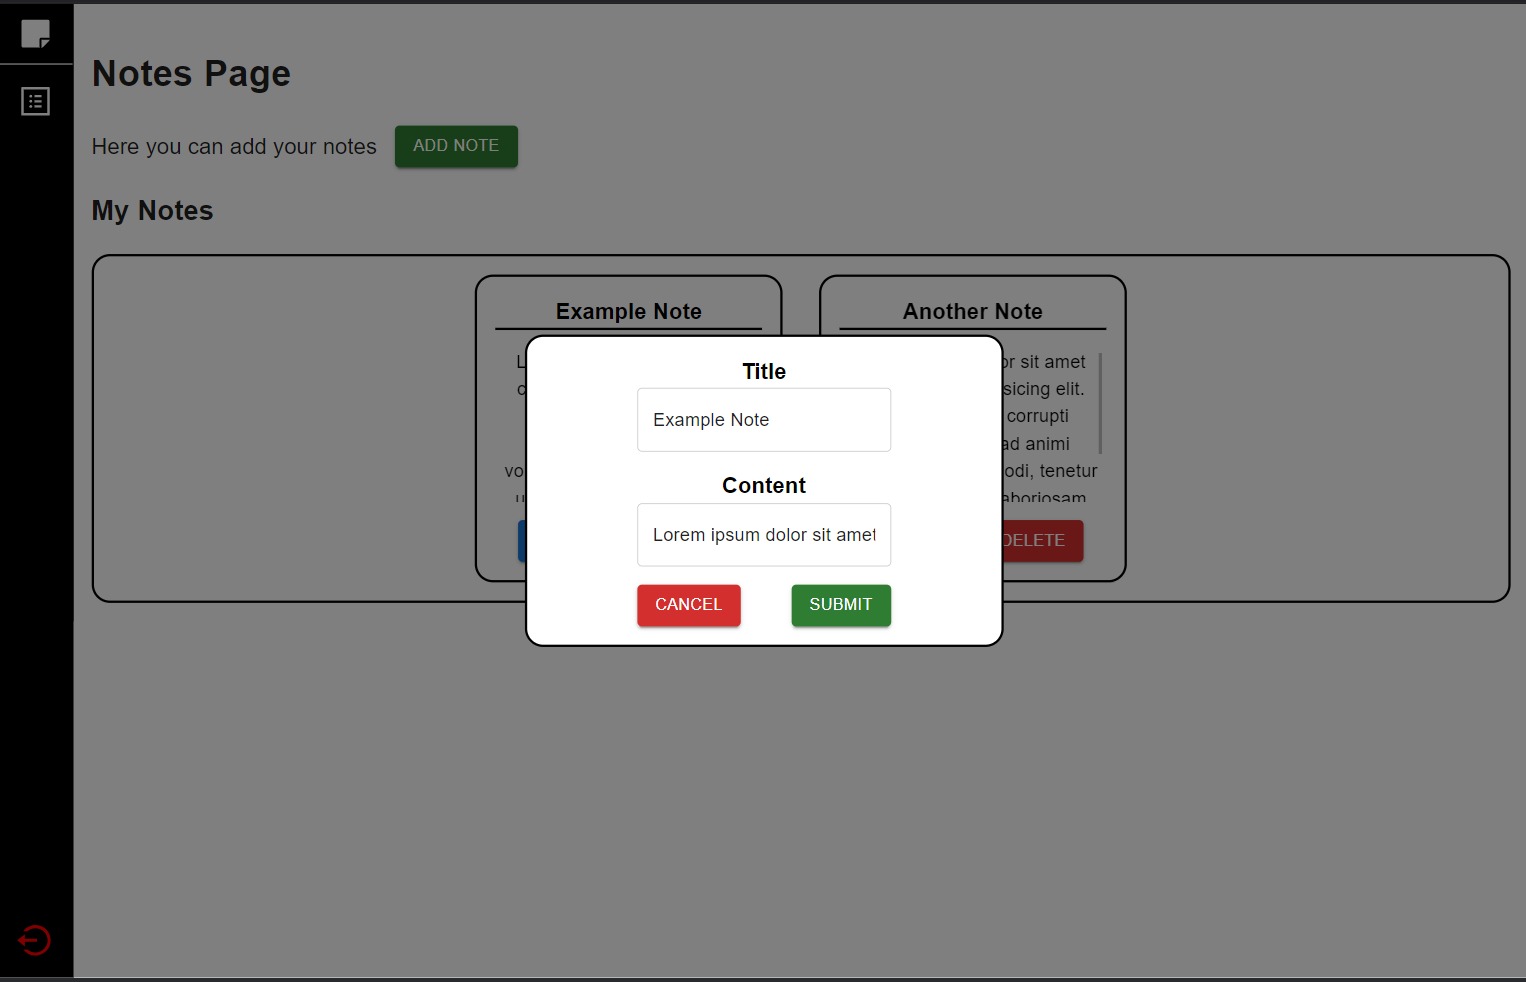 Notes Page
Here you can add your notes
ADD NOTE
My Notes
Example Note
Another Note
or sit amet
sicing elit.
corrupti
ad animi
odi, tenetur
aboriosam
vo
DELETE
Title
Example Note
Content
Lorem ipsum dolor sit amet
CANCEL
SUBMIT